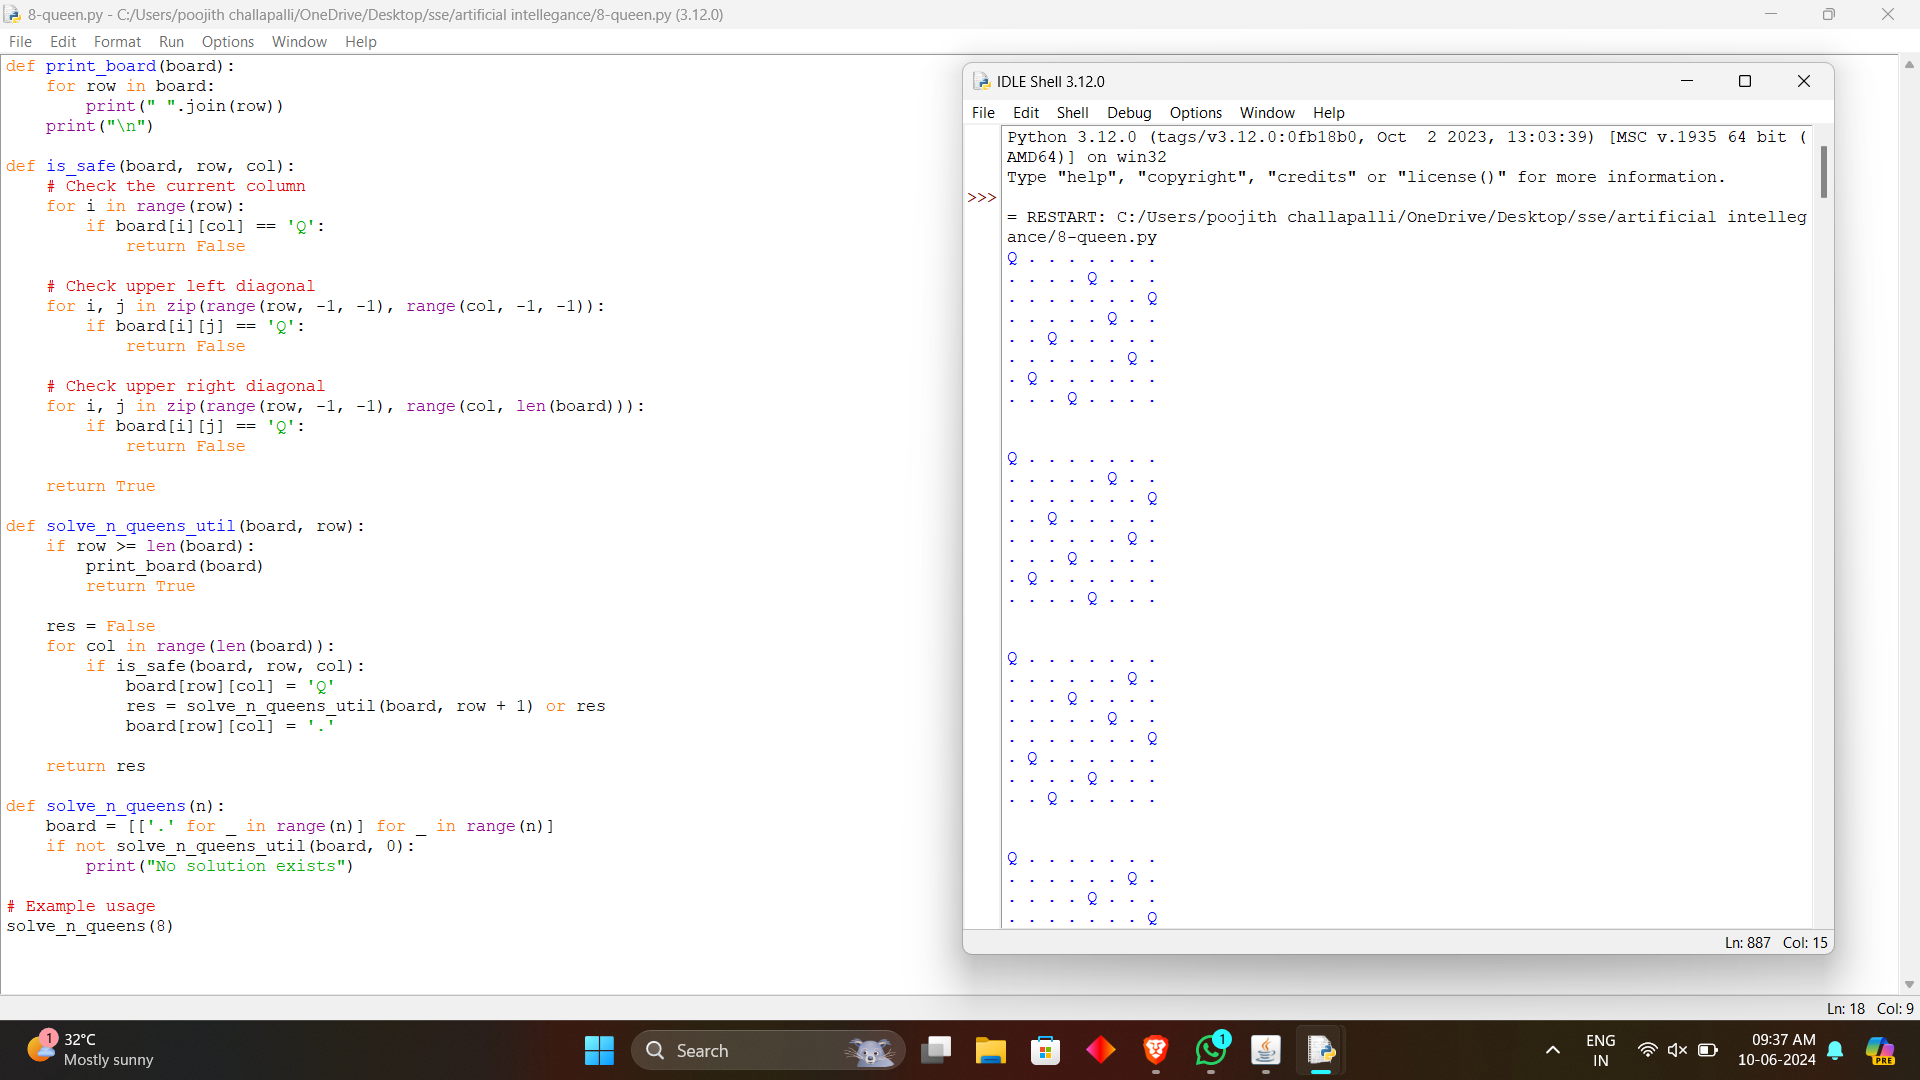 8-queen.py - C:/Users/poojith challapalli/OneDrive/Desktop/sse/artificial intellegance/8-queen.py (3.12.0)
File Edit Format Run Options Window Help
def print_board(board):
    for row in board:
        print(" ".join(row))
    print("\n")

def is_safe(board, row, col):
    # Check the current column
    for i in range(row):
        if board[i][col] == 'Q':
            return False

    # Check upper left diagonal
    for i, j in zip(range(row, -1, -1), range(col, -1, -1)):
        if board[i][j] == 'Q':
            return False

    # Check upper right diagonal
    for i, j in zip(range(row, -1, -1), range(col, len(board))):
        if board[i][j] == 'Q':
            return False

    return True

def solve_n_queens_util(board, row):
    if row >= len(board):
        print_board(board)
        return True

    res = False
    for col in range(len(board)):
        if is_safe(board, row, col):
            board[row][col] = 'Q'
            res = solve_n_queens_util(board, row + 1) or res
            board[row][col] = '.'

    return res

def solve_n_queens(n):
    board = [['.' for _ in range(n)] for _ in range(n)]
    if not solve_n_queens_util(board, 0):
        print("No solution exists")

# Example usage
solve_n_queens(8)
IDLE Shell 3.12.0
File Edit Shell Debug Options Window Help
Python 3.12.0 (tags/v3.12.0:0fb18b0, Oct  2 2023, 13:03:39) [MSC v.1935 64 bit (
AMD64)] on win32
Type "help", "copyright", "credits" or "license()" for more information.
>>>
= RESTART: C:/Users/poojith challapalli/OneDrive/Desktop/sse/artificial intelleg
ance/8-queen.py
Q . . . . . . .
. . . . Q . . .
. . . . . . . Q
. . . . . Q . .
. . Q . . . . .
. . . . . . Q .
. Q . . . . . .
. . . Q . . . .

Q . . . . . . .
. . . . . Q . .
. . . . . . . Q
. . Q . . . . .
. . . . . . Q .
. . . Q . . . .
. Q . . . . . .
. . . . Q . . .

Q . . . . . . .
. . . . . . Q .
. . . Q . . . .
. . . . . Q . .
. . . . . . . Q
. Q . . . . . .
. . . . Q . . .
. . Q . . . . .

Q . . . . . . .
. . . . . . Q .
. . . . Q . . .
. . . . . . . Q
Ln: 887 Col: 15
Ln: 18 Col: 9
1
32°C
Mostly sunny
Search
1
ENG
IN
09:37 AM
10-06-2024
PRE